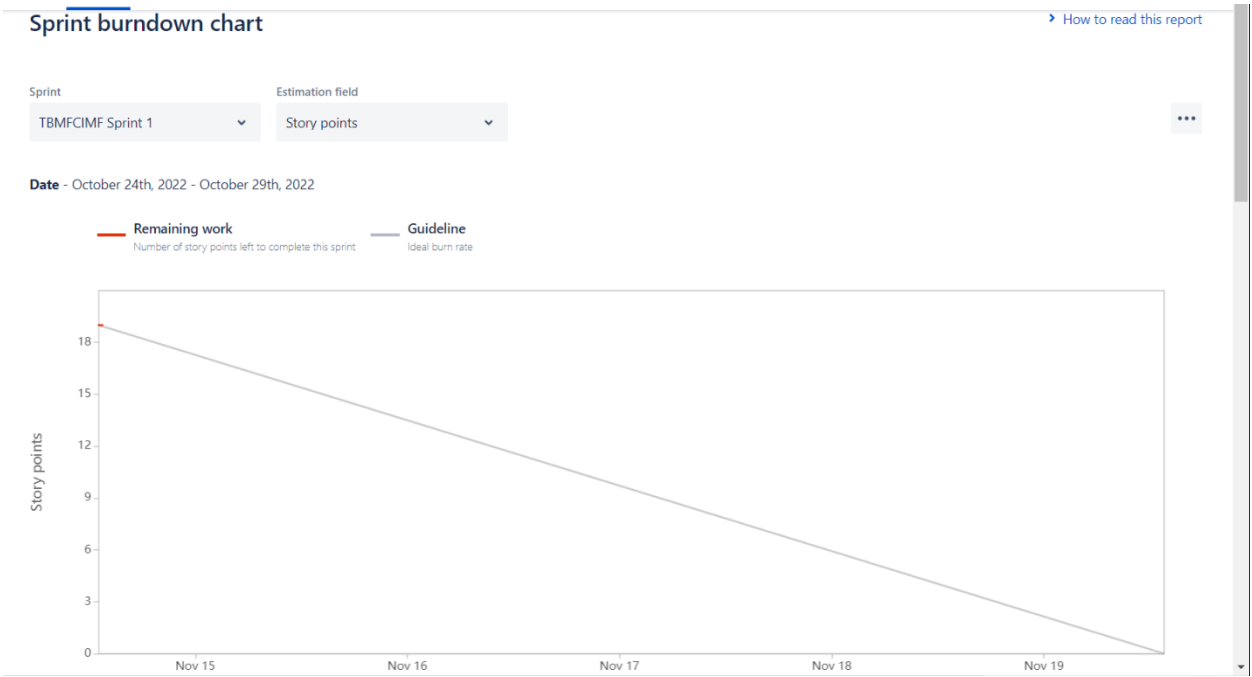 Sprint burndown chart
How to read this report
Sprint
Estimation field
TBMFCIMF Sprint 1
Story points
Date - October 24th, 2022 - October 29th, 2022
Remaining work
Number of story points left to complete this sprint
Guideline
Ideal burn rate
Story points
18
15
12
9
6
3
0
Nov 15 Nov 16 Nov 17 Nov 18 Nov 19